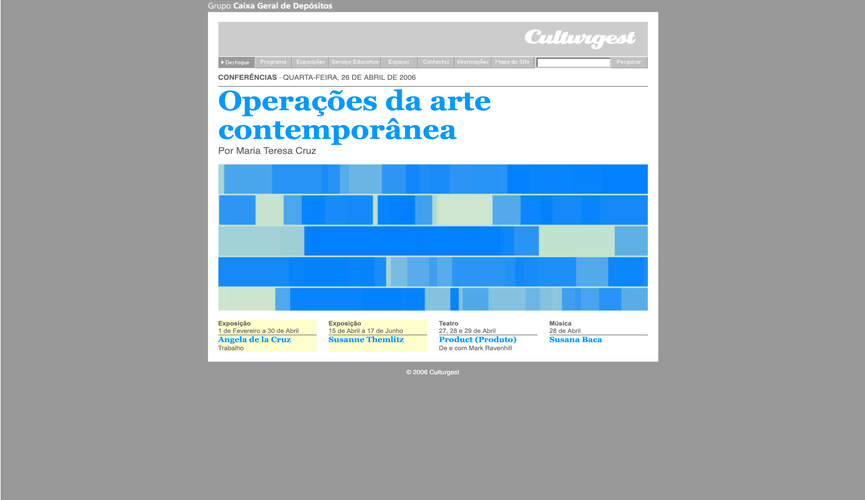 Grupo Caixa Geral de Depósitos
Culturgest
Destaque Programa Exposições Serviço Educativo Espaços Contactos Informações Mapa do Site Pesquisar
CONFERÊNCIAS · QUARTA-FEIRA, 26 DE ABRIL DE 2006
Operações da arte
contemporânea
Por Maria Teresa Cruz
Exposição
1 de Fevereiro a 30 de Abril
Ângela de la Cruz
Trabalho
Exposição
15 de Abril a 17 de Junho
Susanne Themlitz
Teatro
27, 28 e 29 de Abril
Product (Produto)
De e com Mark Ravenhill
Música
28 de Abril
Susana Baca
© 2006 Culturgest